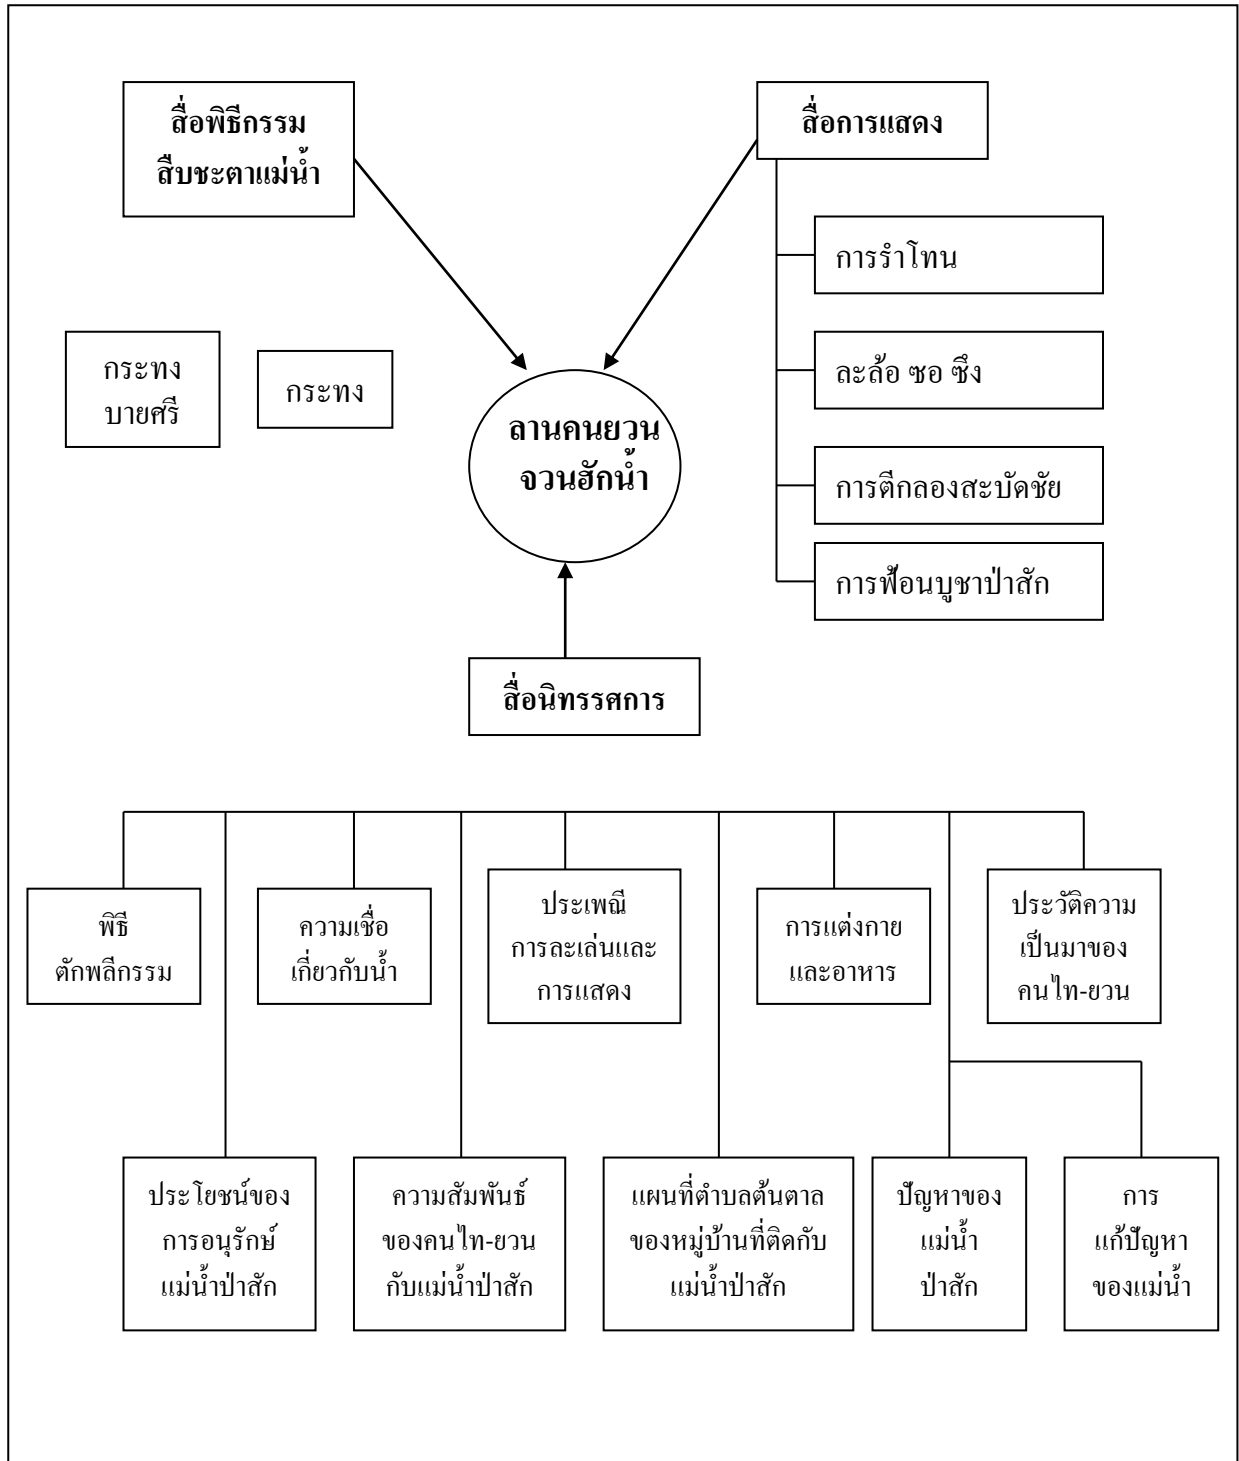 สื่อพิธีกรรม
สืบชะตาแม่น้ำ
สื่อการแสดง
การรำโทน
ละล้อ ซอ ซึง
การตีกลองสะบัดชัย
การฟ้อนบูชาป่าสัก
กระทง
บายศรี
กระทง
ลานคนยวน
จวนฮักน้ำ
สื่อนิทรรศการ
พิธี
ตักพลีกรรม
ความเชื่อ
เกี่ยวกับน้ำ
ประเพณี
การละเล่นและ
การแสดง
การแต่งกาย
และอาหาร
ประวัติความ
เป็นมาของ
คนไท-ยวน
ประโยชน์ของ
การอนุรักษ์
แม่น้ำป่าสัก
ความสัมพันธ์
ของคนไท-ยวน
กับแม่น้ำป่าสัก
แผนที่ตำบลต้นตาล
ของหมู่บ้านที่ติดกับ
แม่น้ำป่าสัก
ปัญหาของ
แม่น้ำ
ป่าสัก
การ
แก้ปัญหา
ของแม่น้ำ